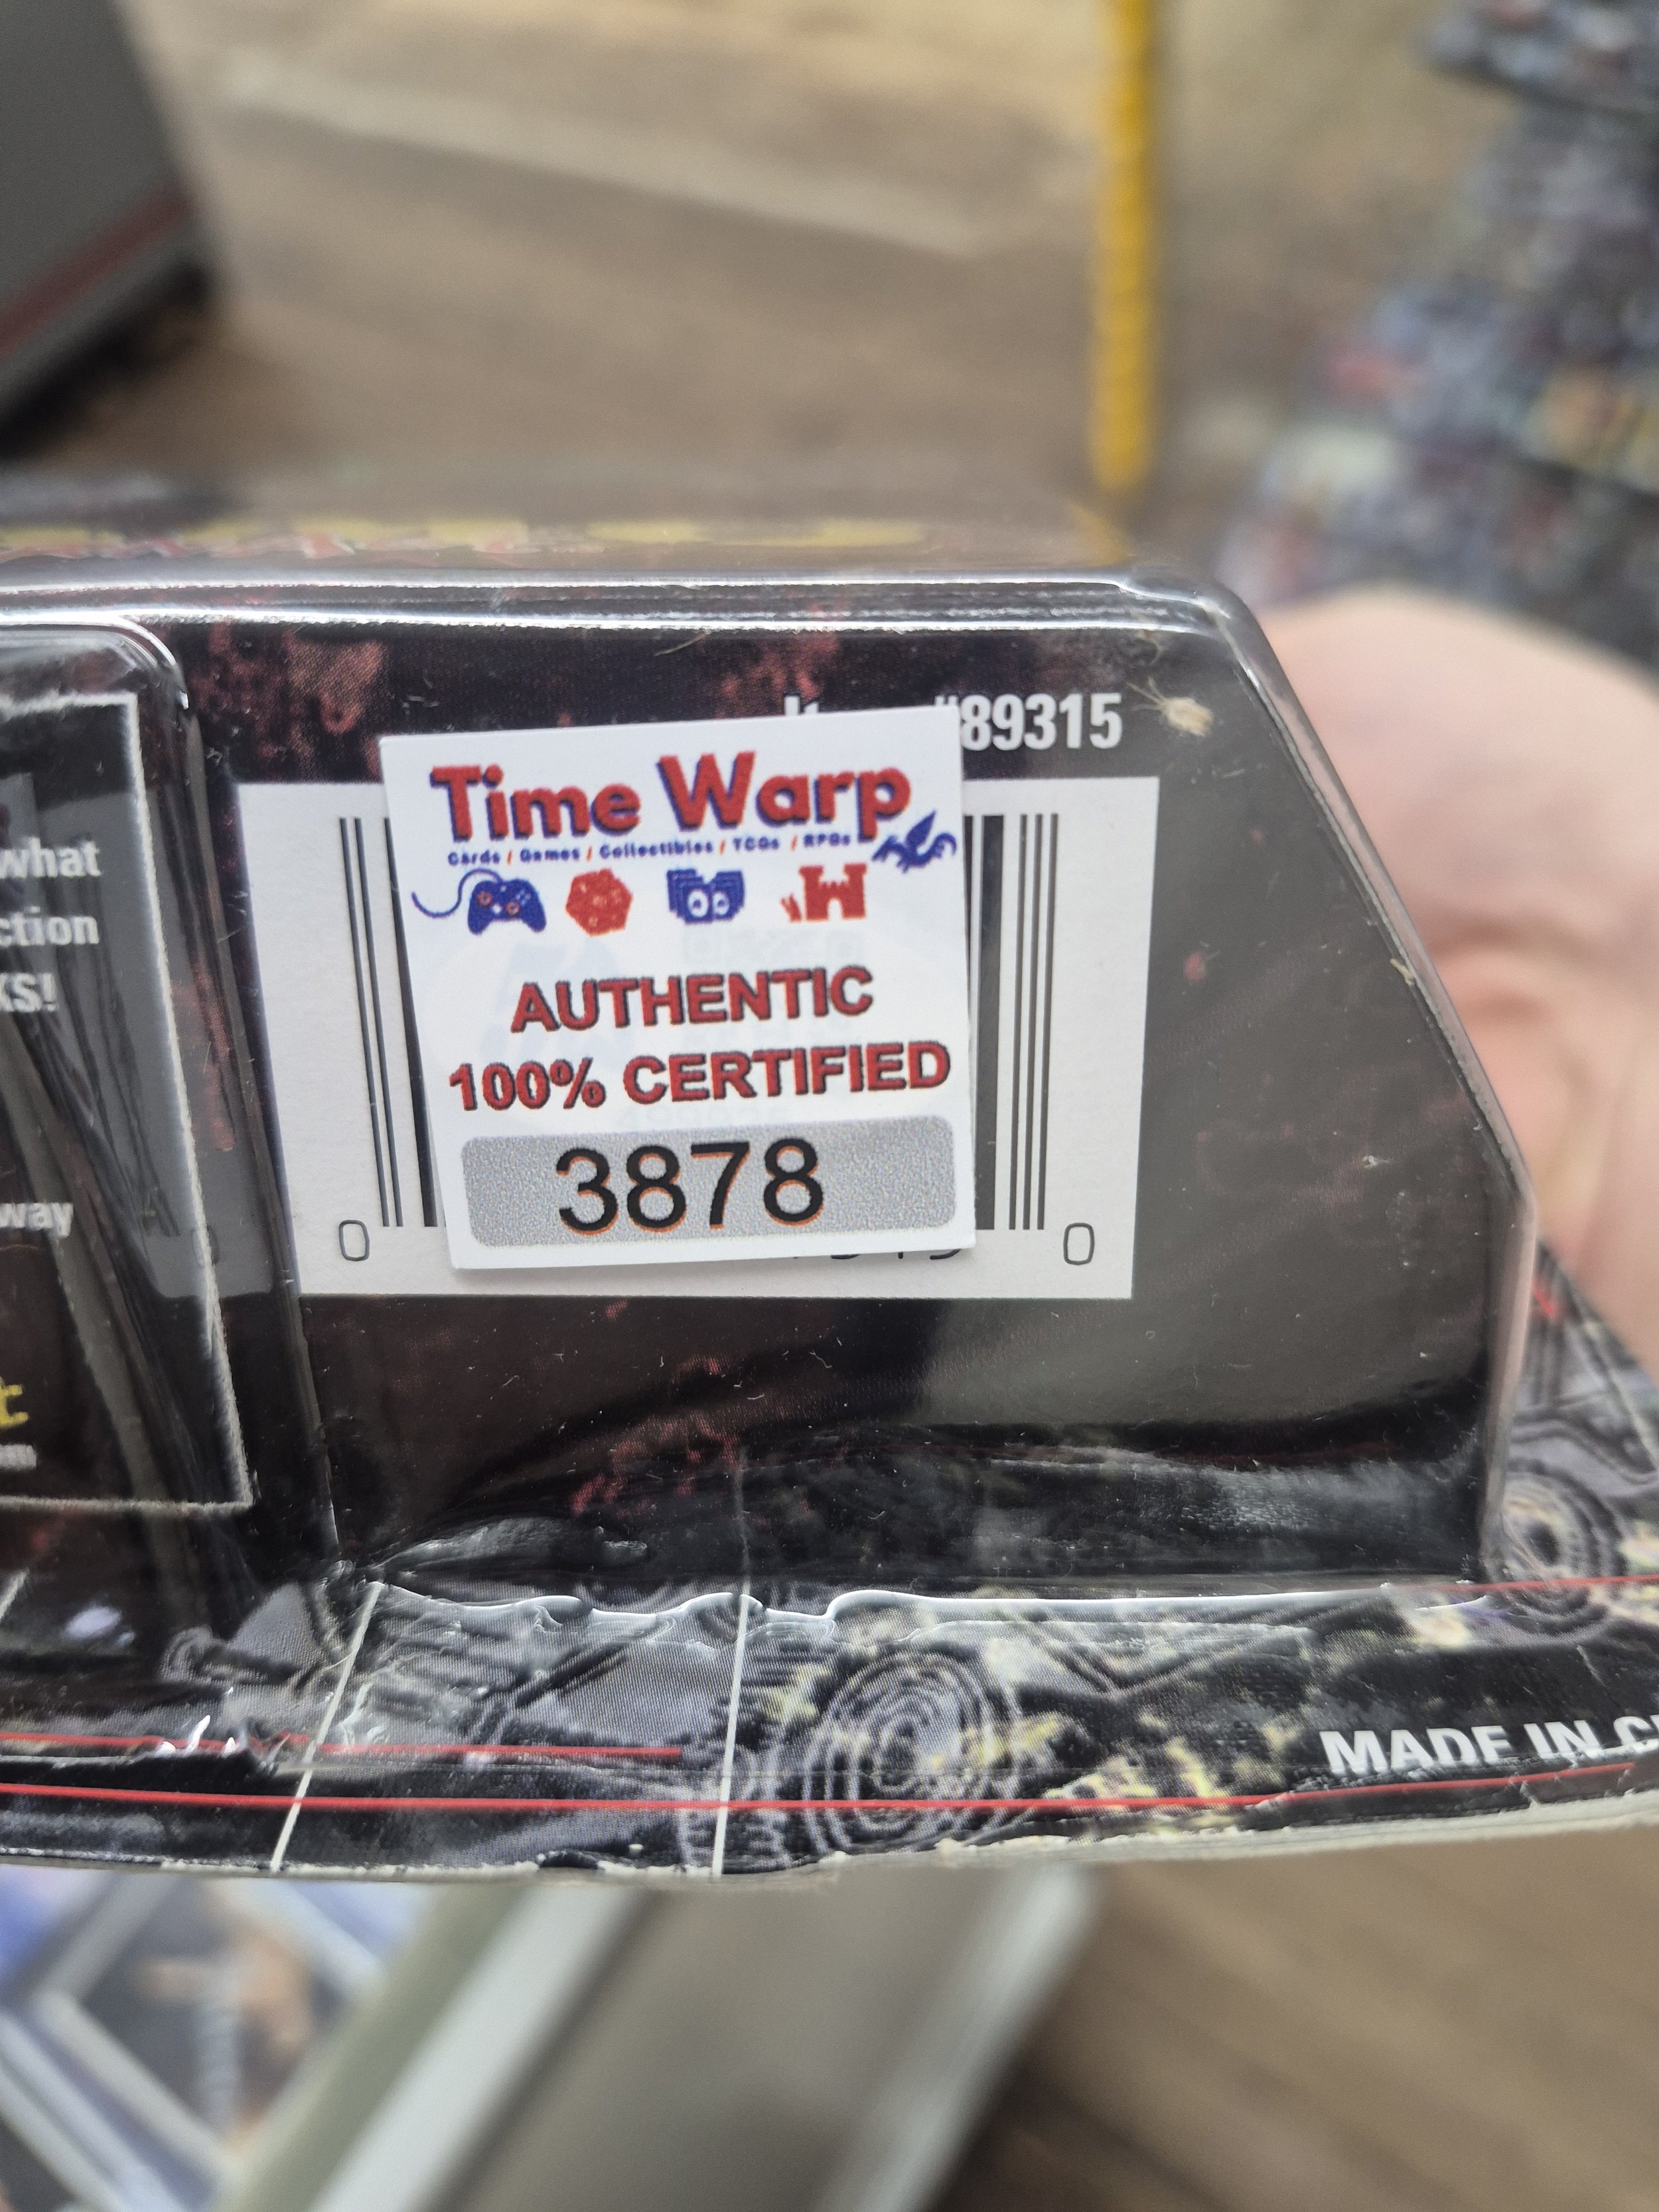 #89315
Time Warp
Cards / Games / Collectibles / TCGs / RPGs
AUTHENTIC
100% CERTIFIED
3878
0
0
what
ction
KS!
way
MADE IN C